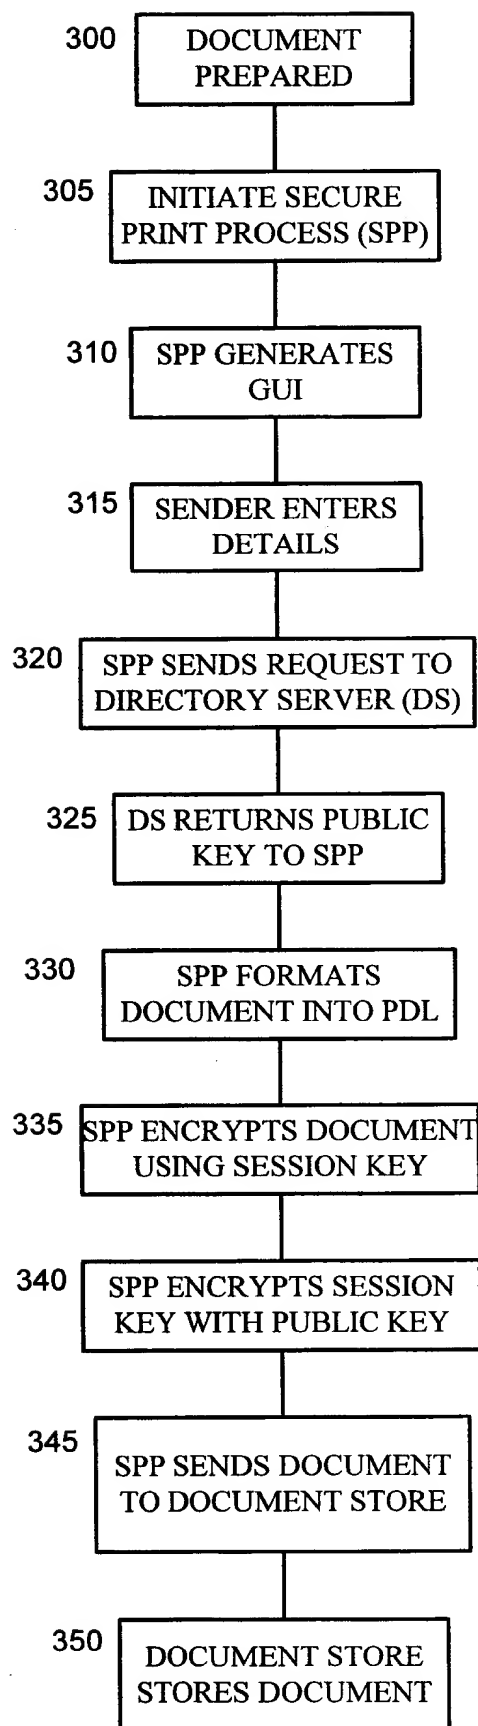 300
DOCUMENT
PREPARED
305
INITIATE SECURE
PRINT PROCESS (SPP)
310
SPP GENERATES
GUI
315
SENDER ENTERS
DETAILS
320
SPP SENDS REQUEST TO
DIRECTORY SERVER (DS)
325
DS RETURNS PUBLIC
KEY TO SPP
330
SPP FORMATS
DOCUMENT INTO PDL
335
SPP ENCRYPTS DOCUMENT
USING SESSION KEY
340
SPP ENCRYPTS SESSION
KEY WITH PUBLIC KEY
345
SPP SENDS DOCUMENT
TO DOCUMENT STORE
350
DOCUMENT STORE
STORES DOCUMENT